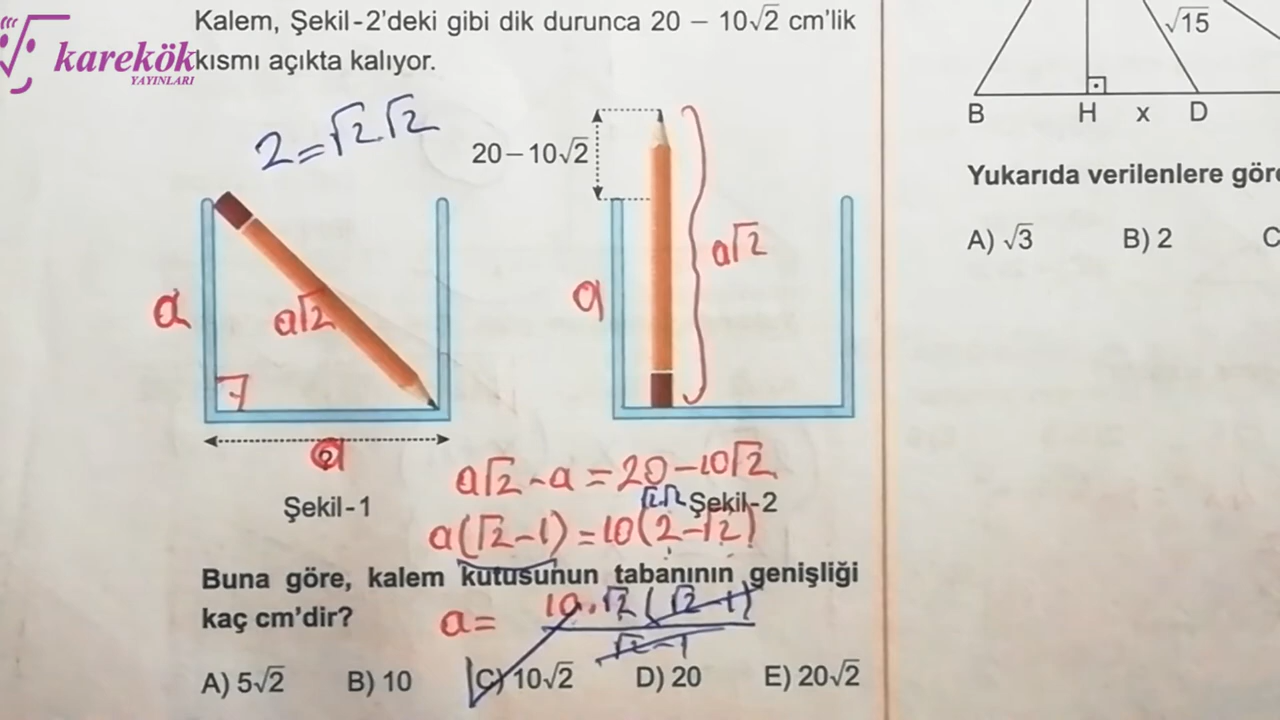 karekök
YAYINLARI
Kalem, Şekil-2'deki gibi dik durunca 20 – 10√2 cm'lik
kısmı açıkta kalıyor.
2=√2√2
20–10√2
a
a√2
a
Şekil-1
a
a√2
Şekil-2
a√2-a=20-10√2
√2√2
a(√2-1)=10(2-√2)
Buna göre, kalem kutusunun tabanının genişliği
kaç cm'dir?
a= 10.√2(√2-1)
√2-1
A) 5√2 B) 10 C) 10√2 D) 20 E) 20√2
√15
B H x D
Yukarıda verilenlere göre
A) √3 B) 2 C